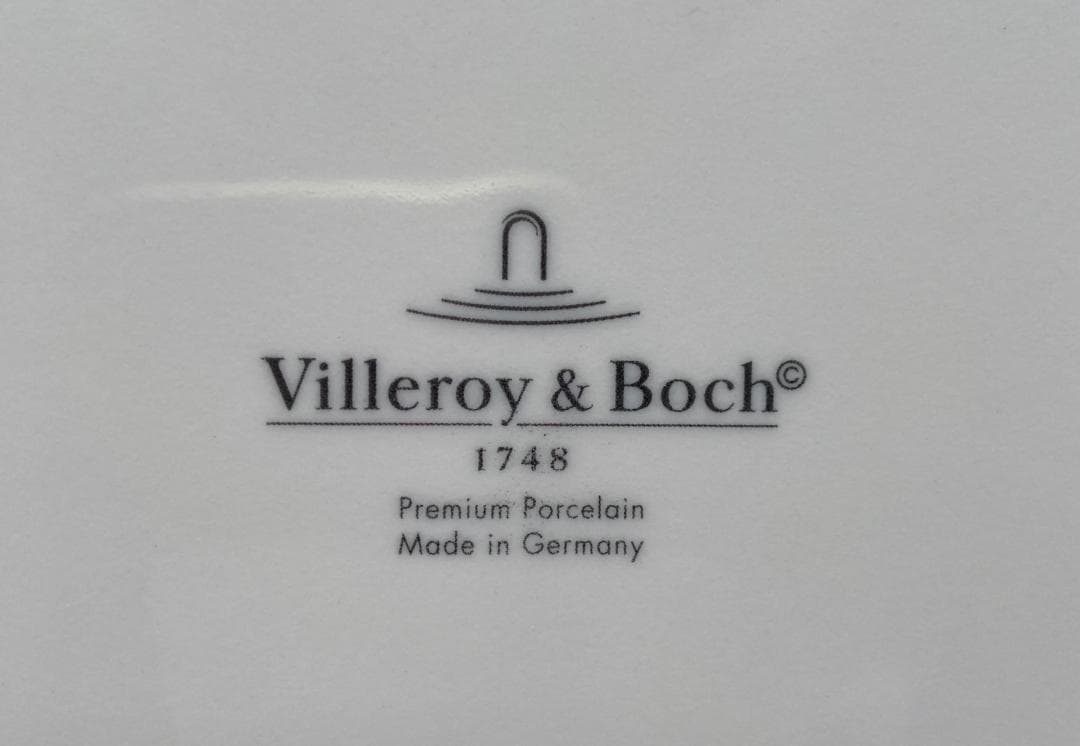 Villeroy & Boch©
1748
Premium Porcelain
Made in Germany